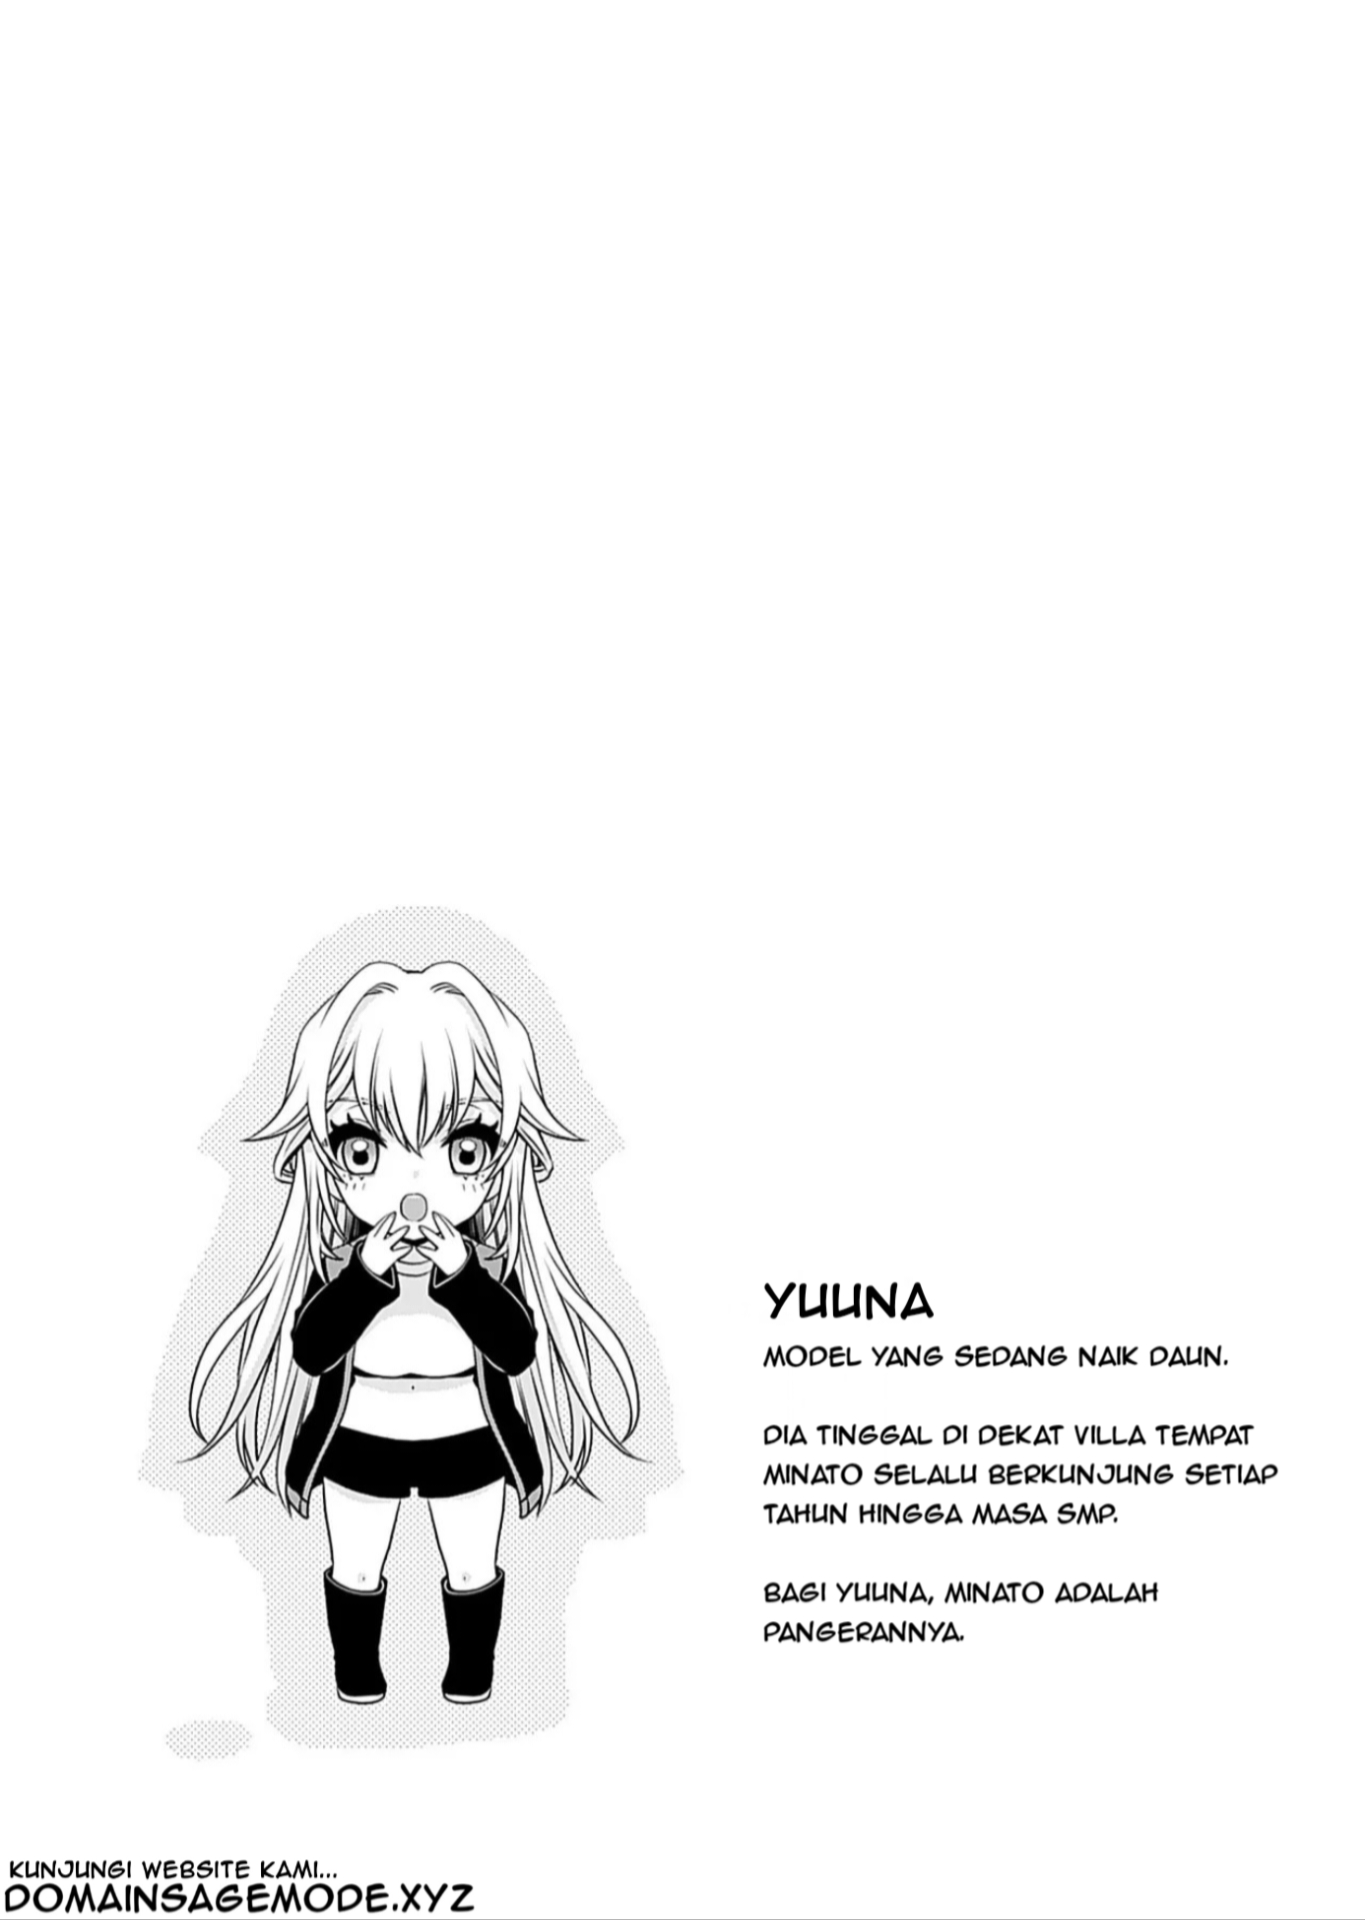 YUUNA
MODEL YANG SEDANG NAIK DAUN.
DIA TINGGAL DI DEKAT VILLA TEMPAT
MINATO SELALU BERKUNJUNG SETIAP
TAHUN HINGGA MASA SMP.
BAGI YUUNA, MINATO ADALAH
PANGERANNYA.
KUNJUNGI WEBSITE KAMI...
DOMAINSAGEMODE.XYZ